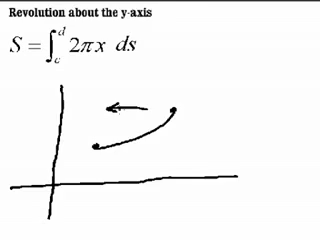 Revolution about the y-axis
S = ∫_c^d 2πx ds